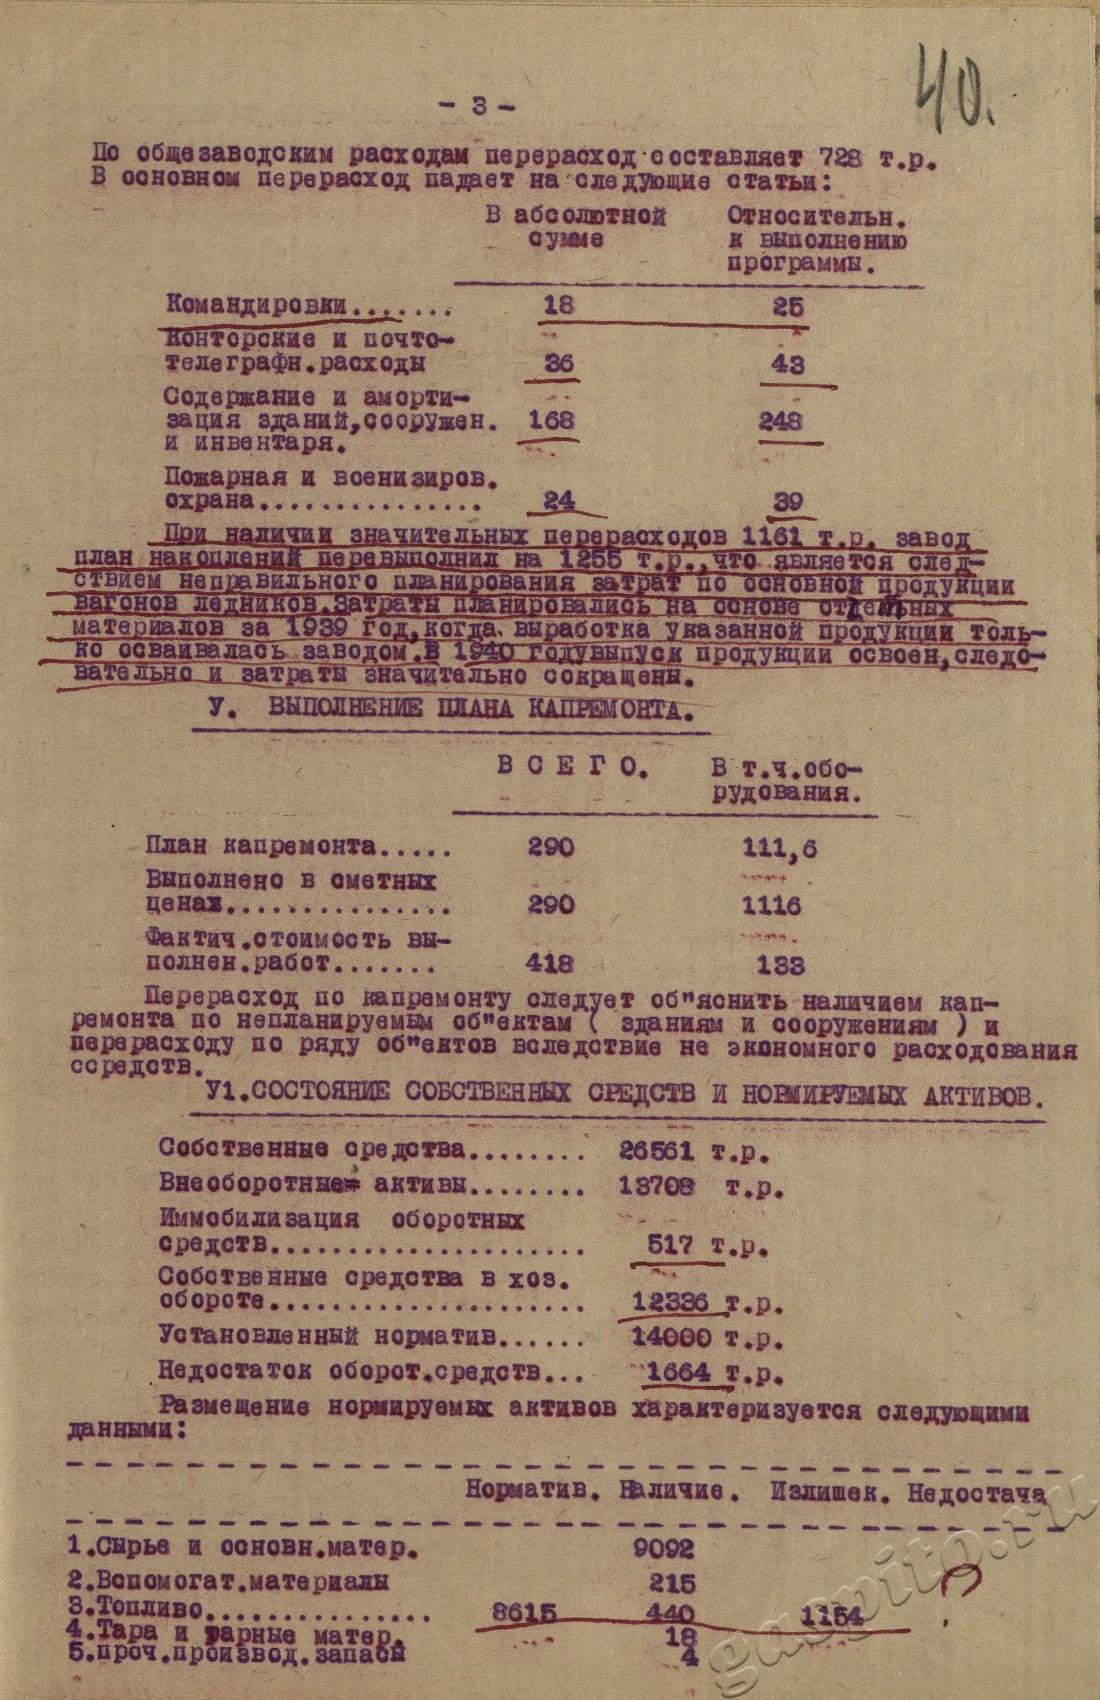 40.
- 3 -
По общезаводским расходам перерасход составляет 728 т.р.
В основном перерасход падает на следующие статьи:
В абсолютной Относительн.
сумме к выполнению
программы.
Командировки....... 18 25
Конторские и почто-
телеграфн.расходы 36 43
Содержание и аморти-
зация зданий,сооружен. 168 248
и инвентаря.
Пожарная и военизиров.
охрана............... 24 39
При наличии значительных перерасходов 1161 т.р. завод
план накоплений перевыполнил на 1255 т.р.,что является след-
ствием неправильного планирования затрат по основной продукции
вагонов ледников.Затраты планировались на основе отдельных
материалов за 1939 год,когда выработка указанной продукции толь-
ко осваивалась заводом.В 1940 годувыпуск продукции освоен,следо-
вательно и затраты значительно сокращены.
У. ВЫПОЛНЕНИЕ ПЛАНА КАПРЕМОНТА.
В С Е Г О. В т.ч.обо-
рудования.
План капремонта..... 290 111,6
Выполнено в сметных
ценах............... 290 1116
Фактич.стоимость вы-
полнен.работ....... 418 133
Перерасход по капремонту следует об"яснить наличием кап-
ремонта по непланируемым об"ектам ( зданиям и сооружениям ) и
перерасходу по ряду об"ектов вследствие не экономного расходования
ссредств.
У1.СОСТОЯНИЕ СОБСТВЕННЫХ СРЕДСТВ И НОРМИРУЕМЫХ АКТИВОВ.
Собственные средства........ 26561 т.р.
Внеоборотные активы........ 13708 т.р.
Иммобилизация оборотных
средств..................... 517 т.р.
Собственные средства в хоз.
обороте..................... 12336 т.р.
Установленный норматив...... 14000 т.р.
Недостаток оборот.средств... 1664 т.р.
Размещение нормируемых активов характеризуется следующими
данными:
Норматив. Наличие. Излишек. Недостача
1.Сырье и основн.матер. 9092
2.Вспомогат.материалы 215
3.Топливо............... 8615 440 1154 ?
4.Тара и тарные матер. 18
5.проч.производ.запасы 4
gaspito.ru